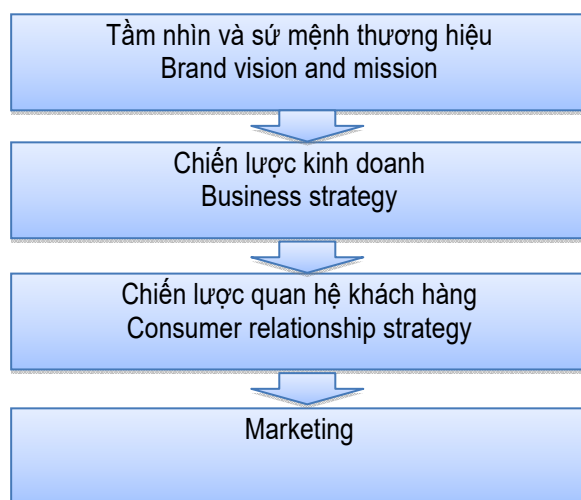 Tầm nhìn và sứ mệnh thương hiệu
Brand vision and mission
Chiến lược kinh doanh
Business strategy
Chiến lược quan hệ khách hàng
Consumer relationship strategy
Marketing